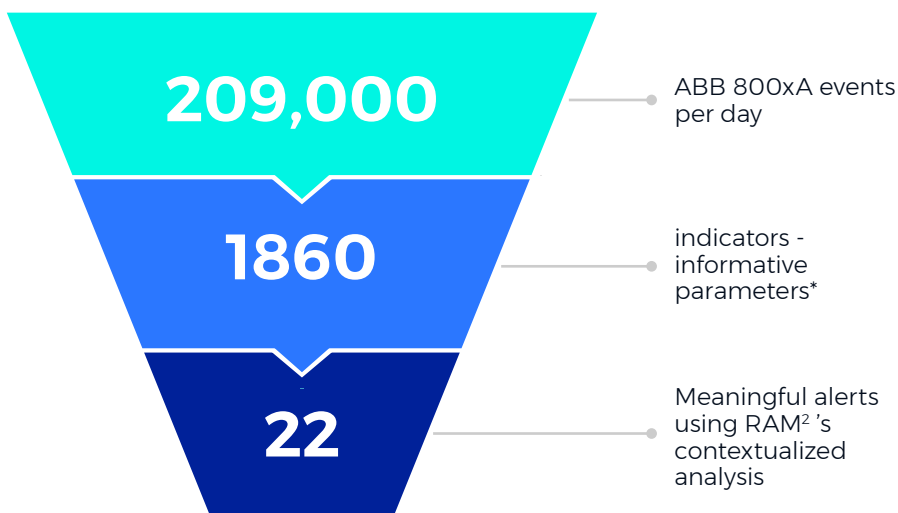 209,000
ABB 800xA events
per day
1860
indicators -
informative
parameters*
22
Meaningful alerts
using RAM² ’s
contextualized
analysis